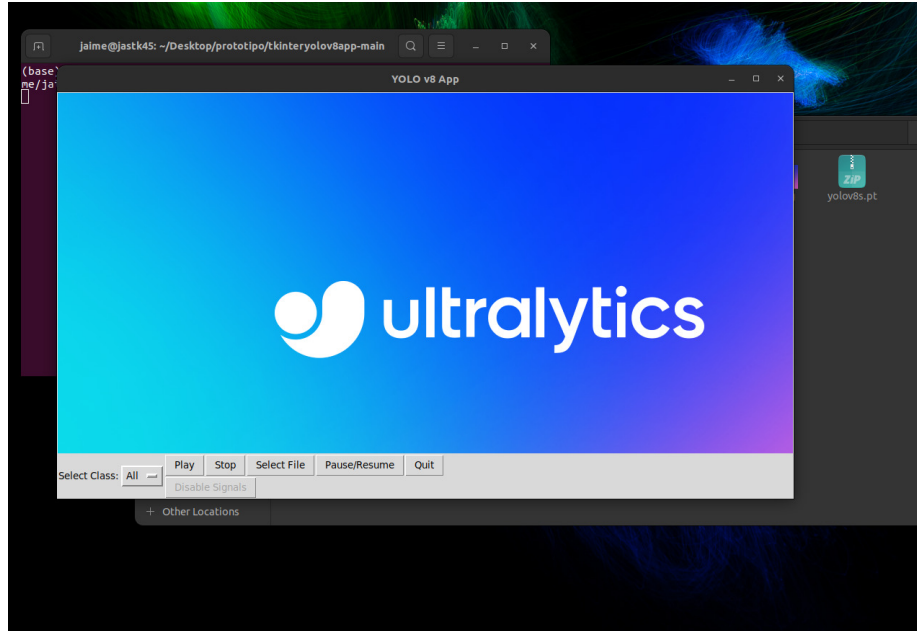 jaime@jastk45: ~/Desktop/prototipo/tkinteryolov8app-main
(base)
me/ja
YOLO v8 App
ZIP
yolov8s.pt
ultralytics
Select Class: All Play Stop Select File Pause/Resume Quit
Disable Signals
+ Other Locations